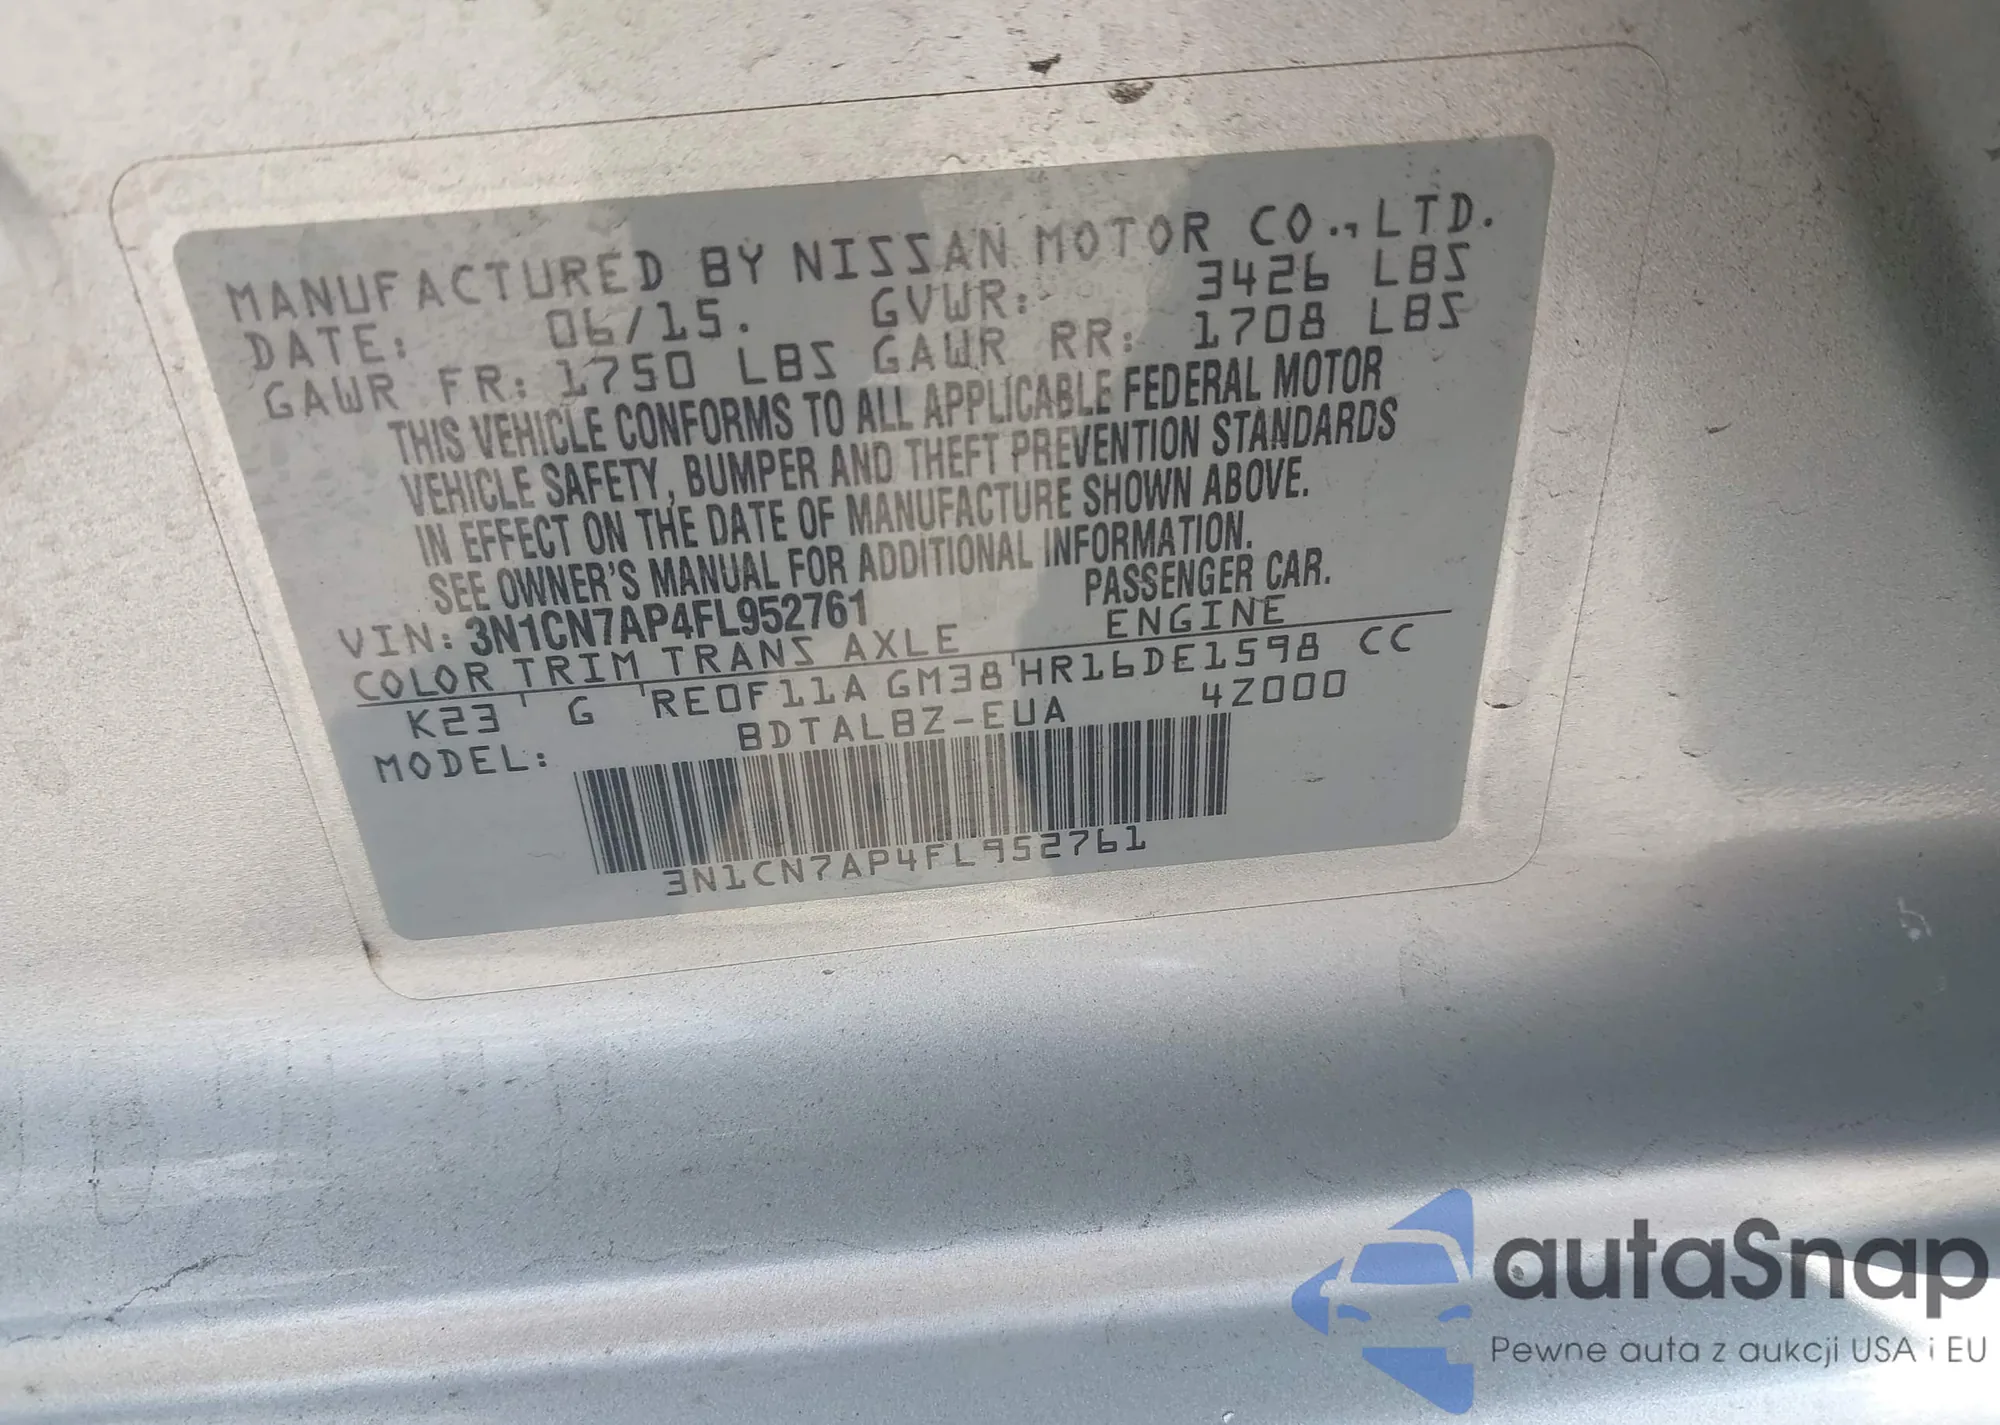 MANUFACTURED BY NISSAN MOTOR CO., LTD.
DATE: 06/15. GVWR: 3426 LBS
GAWR FR: 1750 LBS GAWR RR: 1708 LBS
THIS VEHICLE CONFORMS TO ALL APPLICABLE FEDERAL MOTOR
VEHICLE SAFETY, BUMPER AND THEFT PREVENTION STANDARDS
IN EFFECT ON THE DATE OF MANUFACTURE SHOWN ABOVE.
SEE OWNER'S MANUAL FOR ADDITIONAL INFORMATION.
VIN: 3N1CN7AP4FL952761 PASSENGER CAR.
COLOR TRIM TRANS AXLE ENGINE
K23 G RE0F11A GM38 HR16DE1598 CC
MODEL: BDTALBZ-EUA 4Z000
3N1CN7AP4FL952761
autaSnap
Pewne auta z aukcji USA i EU